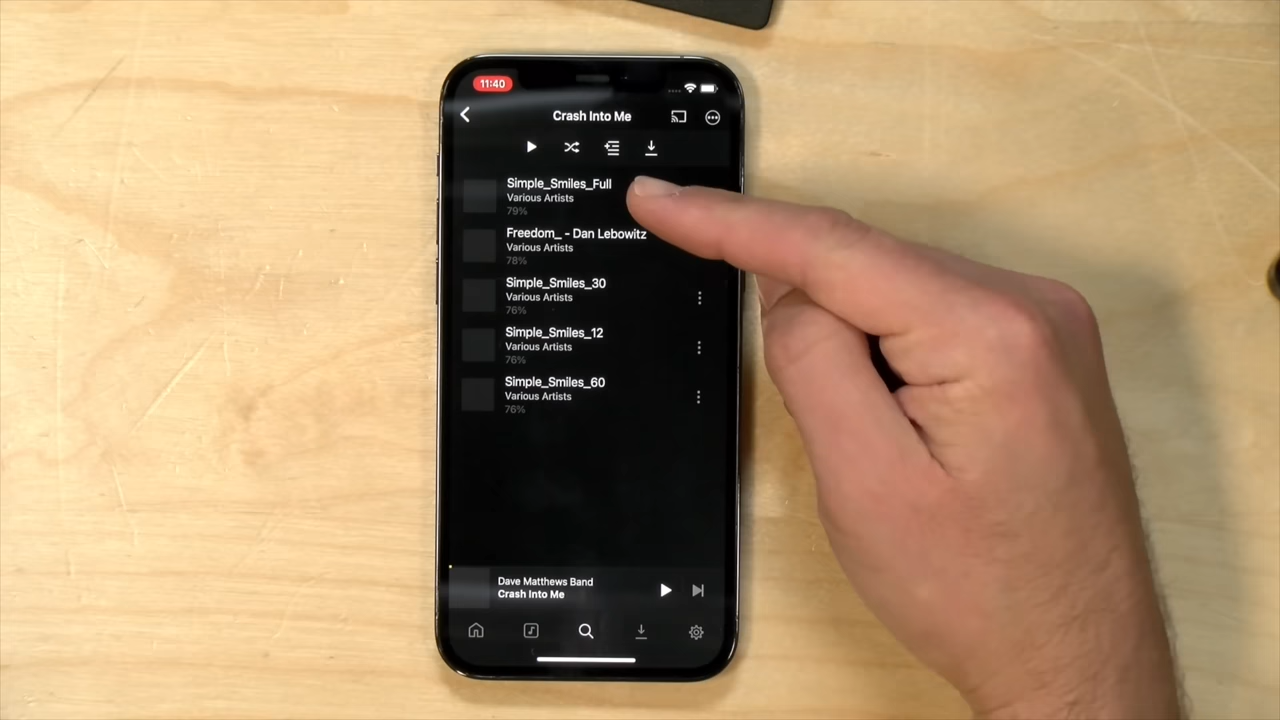 11:40
Crash Into Me
Simple_Smiles_Full
Various Artists
79%
Freedom_ - Dan Lebowitz
Various Artists
78%
Simple_Smiles_30
Various Artists
76%
Simple_Smiles_12
Various Artists
76%
Simple_Smiles_60
Various Artists
76%
Dave Matthews Band
Crash Into Me